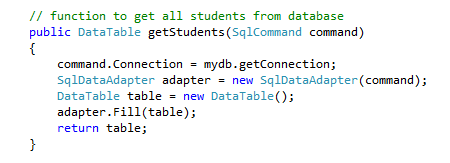 // function to get all students from database
public DataTable getStudents(SqlCommand command)
{
command.Connection = mydb.getConnection;
SqlDataAdapter adapter = new SqlDataAdapter(command);
DataTable table = new DataTable();
adapter.Fill(table);
return table;
}